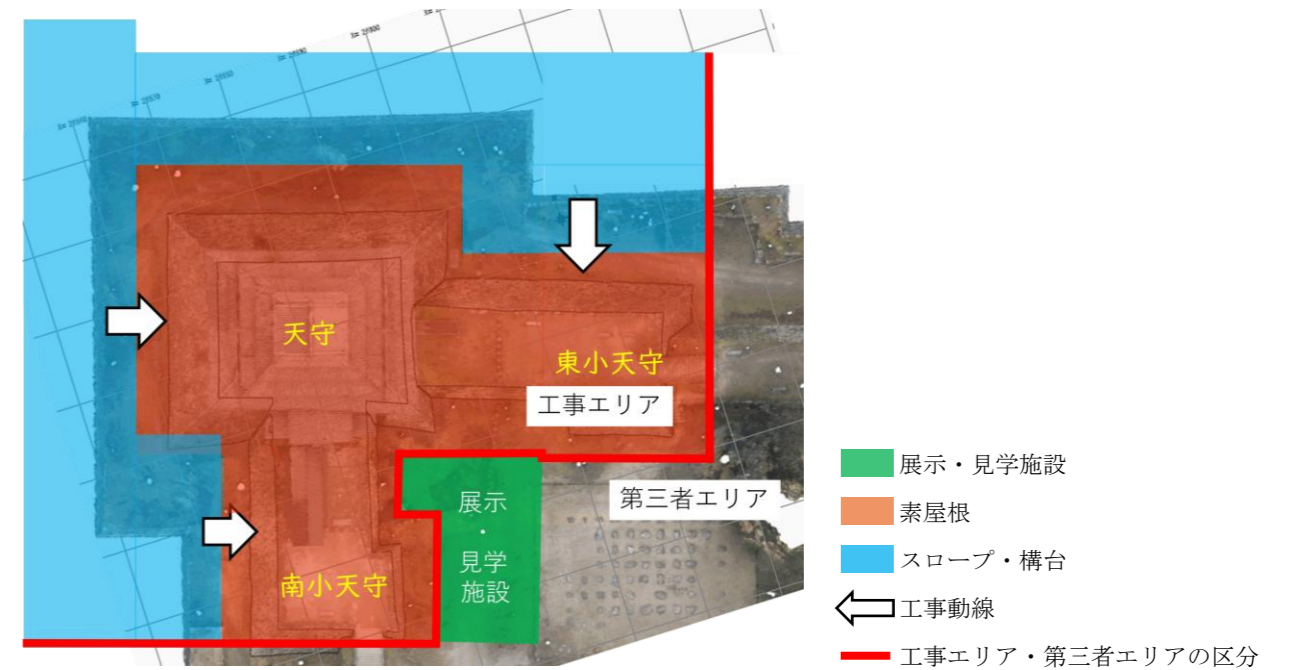 天守
東小天守
工事エリア
第三者エリア
展示
・
見学
施設
南小天守
展示・見学施設
素屋根
スロープ・構台
工事動線
工事エリア・第三者エリアの区分